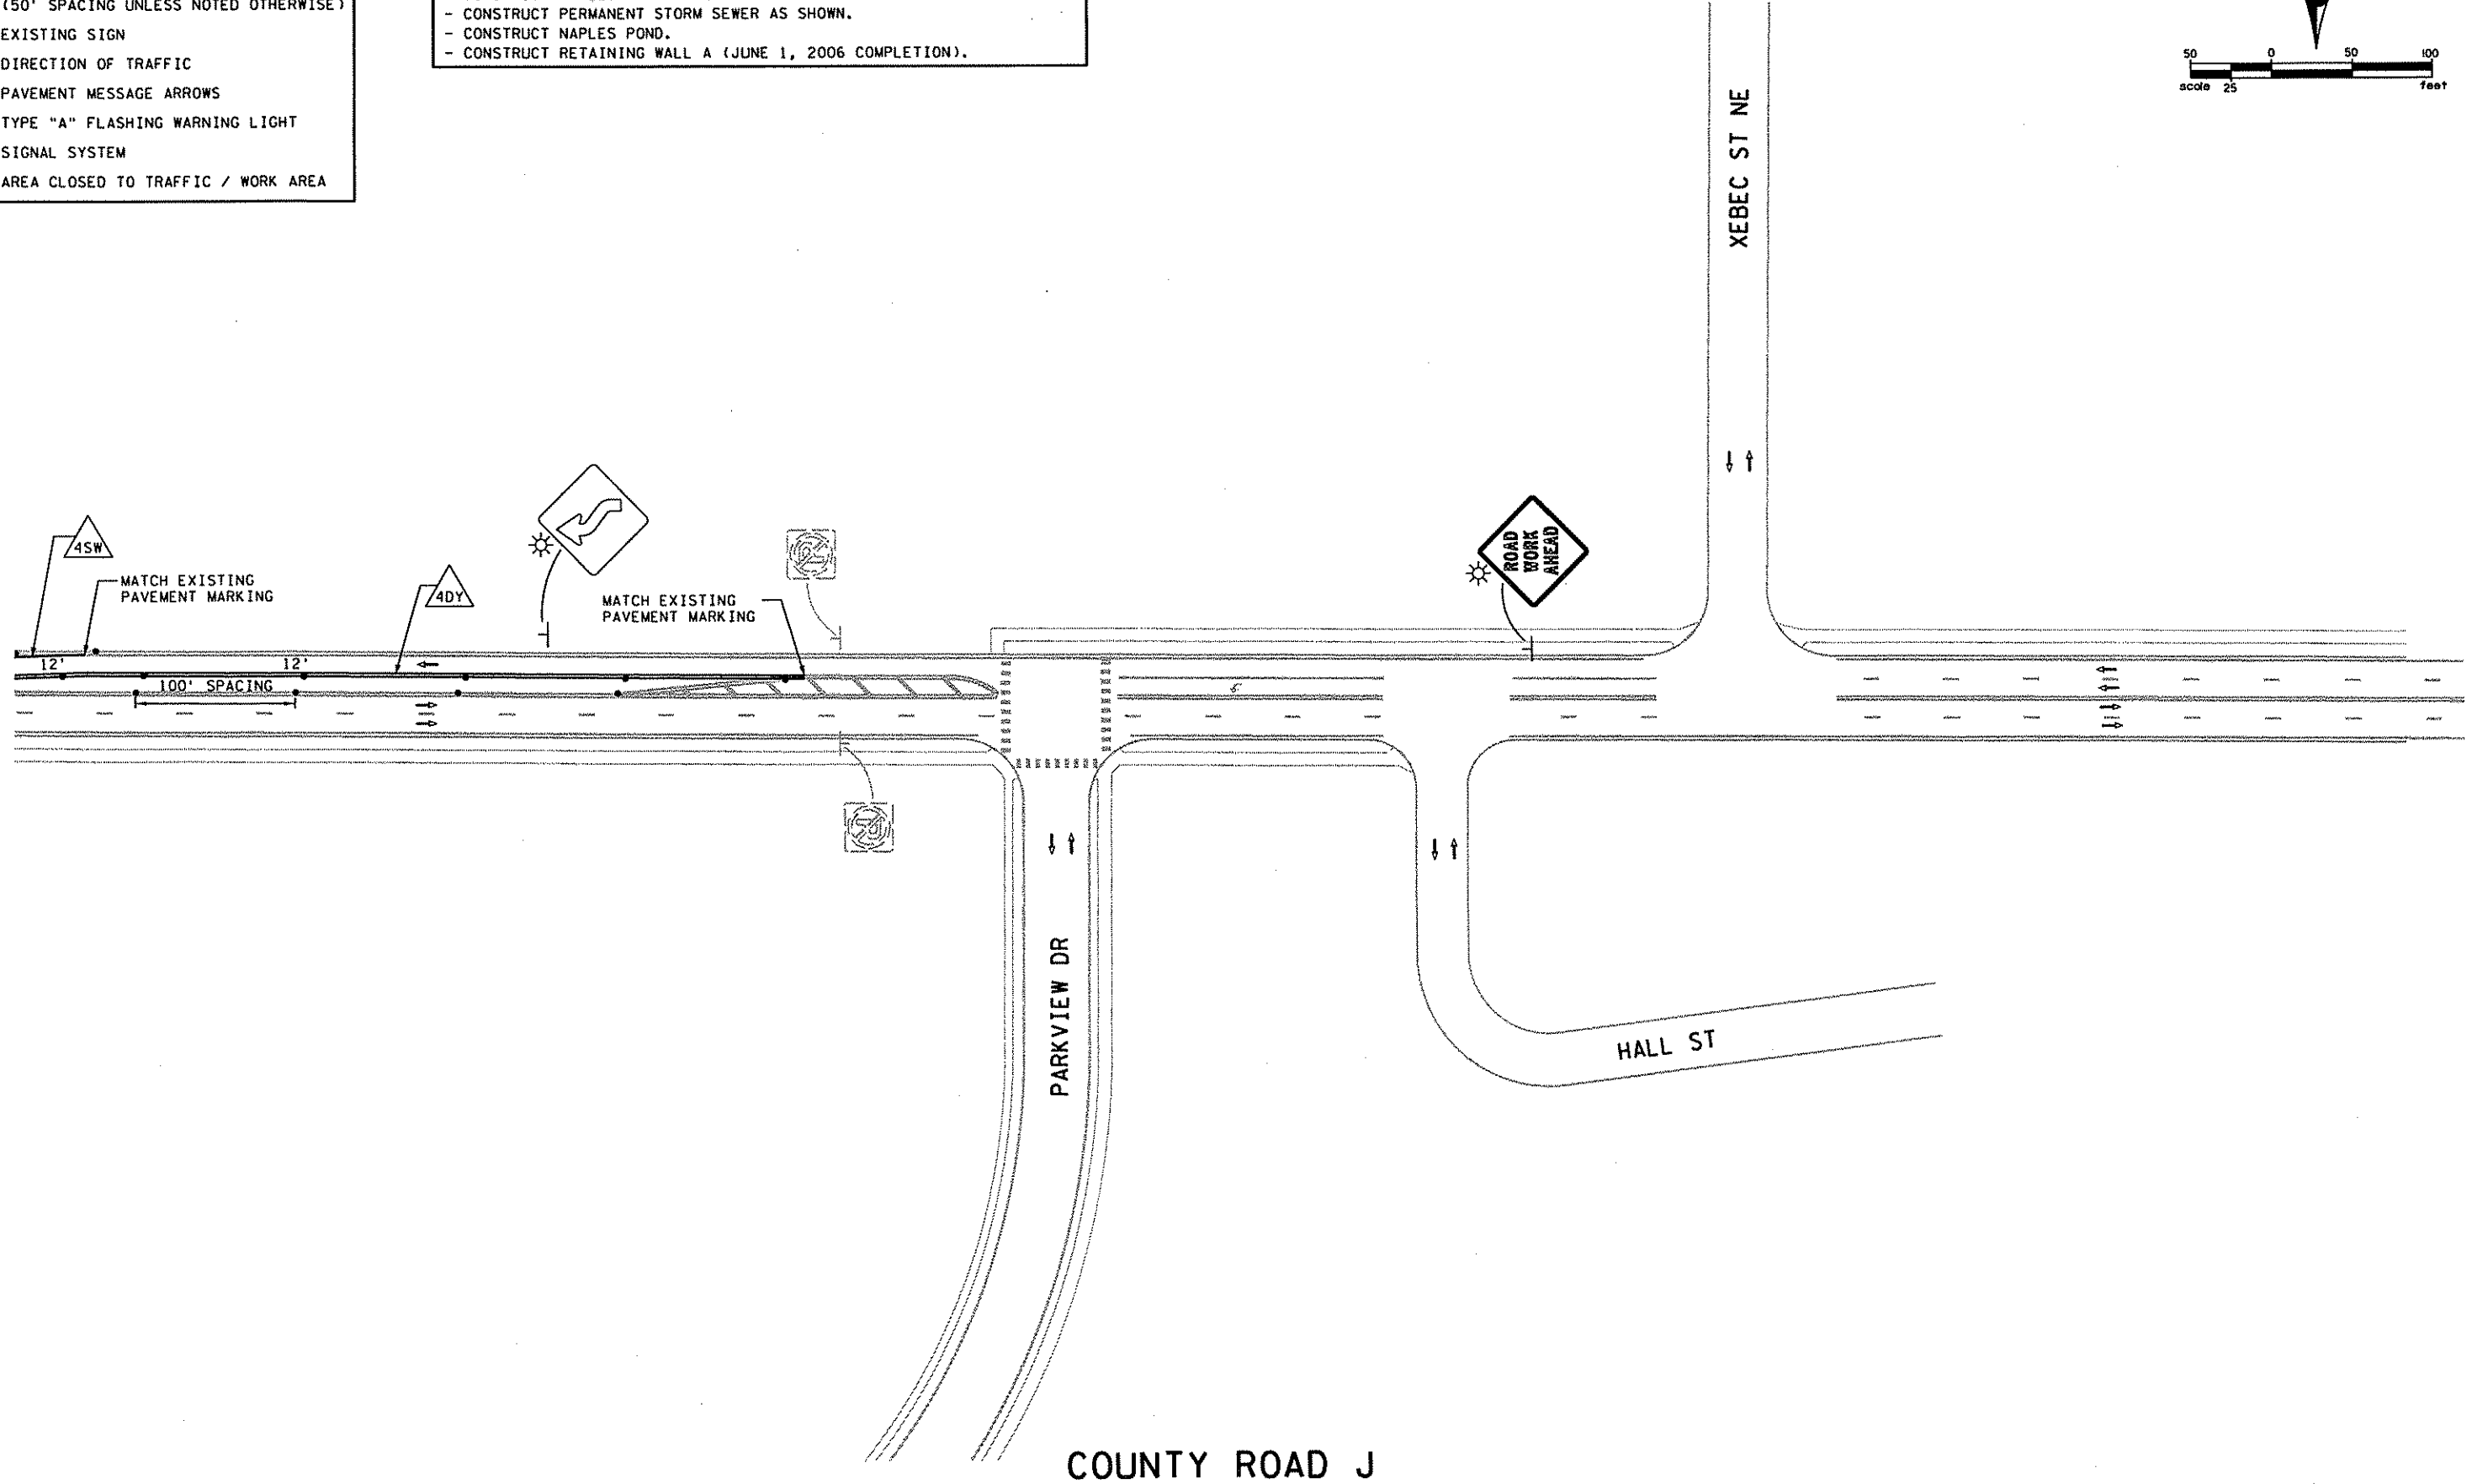 (50' SPACING UNLESS NOTED OTHERWISE)
EXISTING SIGN
DIRECTION OF TRAFFIC
PAVEMENT MESSAGE ARROWS
TYPE "A" FLASHING WARNING LIGHT
SIGNAL SYSTEM
AREA CLOSED TO TRAFFIC / WORK AREA
- CONSTRUCT PERMANENT STORM SEWER AS SHOWN.
- CONSTRUCT NAPLES POND.
- CONSTRUCT RETAINING WALL A (JUNE 1, 2006 COMPLETION).
50 0 50 100
scale 25 feet
XEBEC ST NE
4SW
MATCH EXISTING
PAVEMENT MARKING
4DY
MATCH EXISTING
PAVEMENT MARKING
ROAD
WORK
AHEAD
12'
12'
100' SPACING
PARKVIEW DR
HALL ST
COUNTY ROAD J